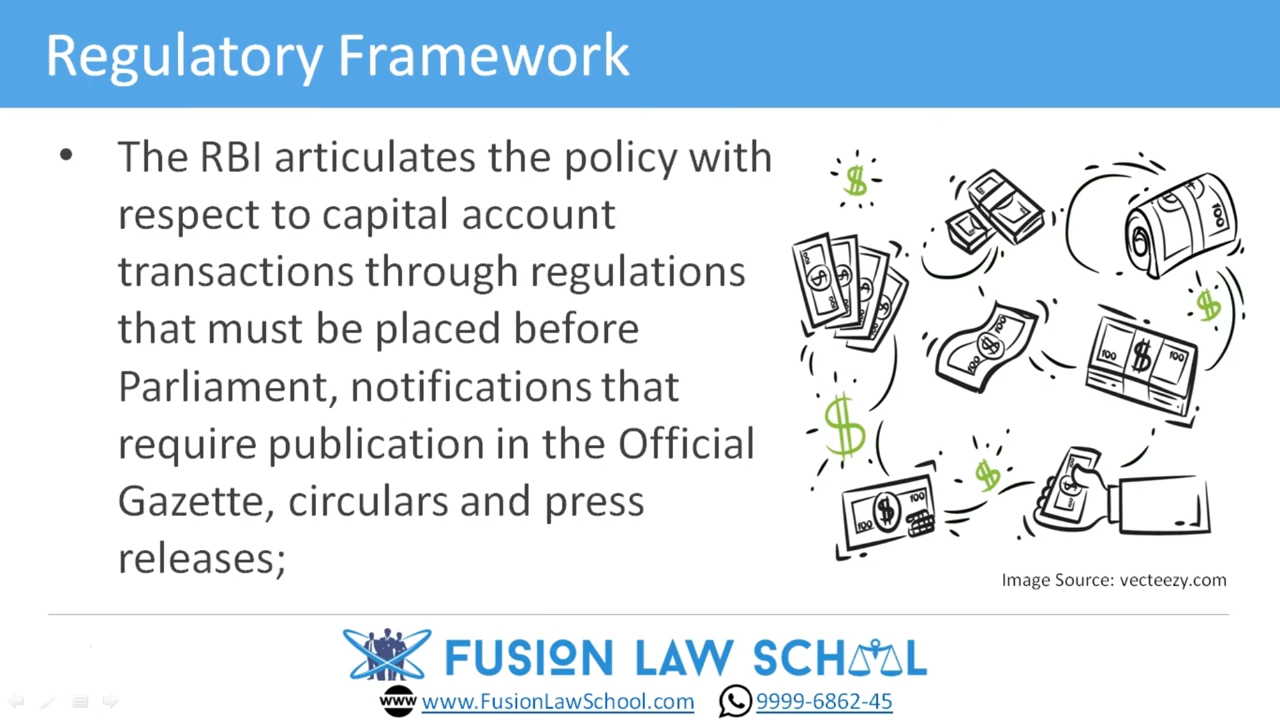 Regulatory Framework
• The RBI articulates the policy with
respect to capital account
transactions through regulations
that must be placed before
Parliament, notifications that
require publication in the Official
Gazette, circulars and press
releases;
Image Source: vecteezy.com
FUSION LAW SCHOOL
www www.FusionLawSchool.com 9999-6862-45